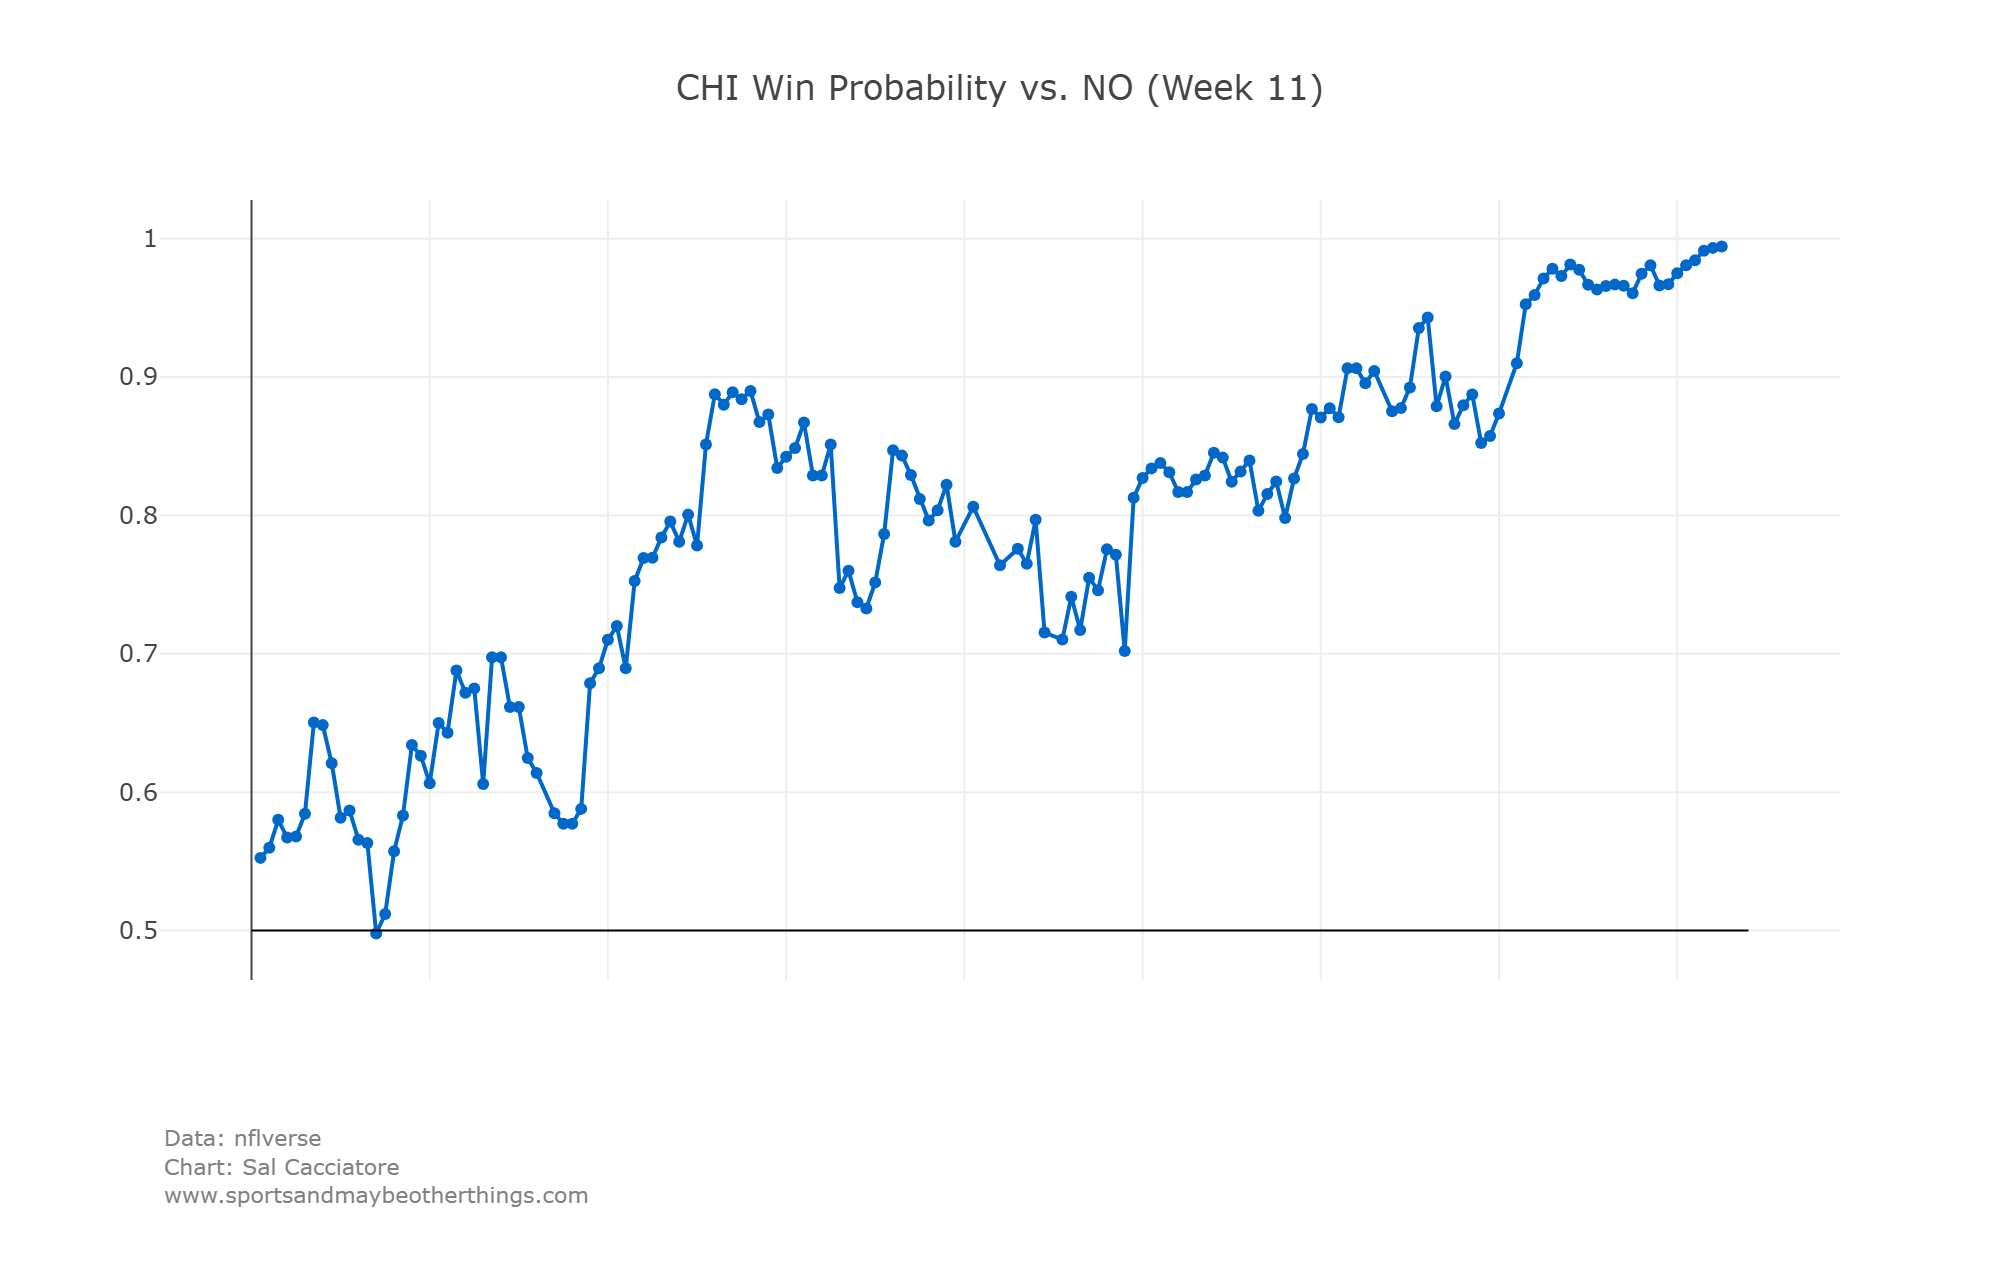 CHI Win Probability vs. NO (Week 11)
1
0.9
0.8
0.7
0.6
0.5
Data: nflverse
Chart: Sal Cacciatore
www.sportsandmaybeotherthings.com